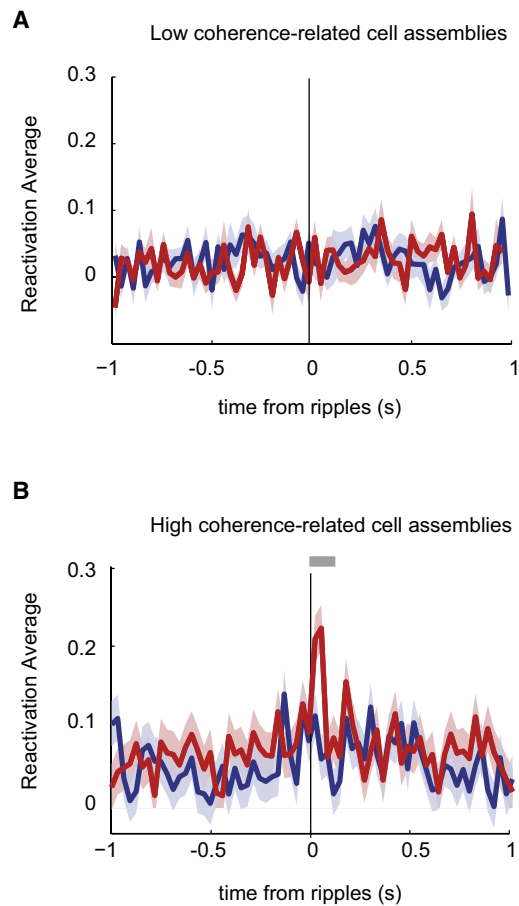 A
Low coherence-related cell assemblies
Reactivation Average
0.3
0.2
0.1
0
−1
-0.5
0
0.5
1
time from ripples (s)
B
High coherence-related cell assemblies
Reactivation Average
0.3
0.2
0.1
0
−1
-0.5
0
0.5
1
time from ripples (s)